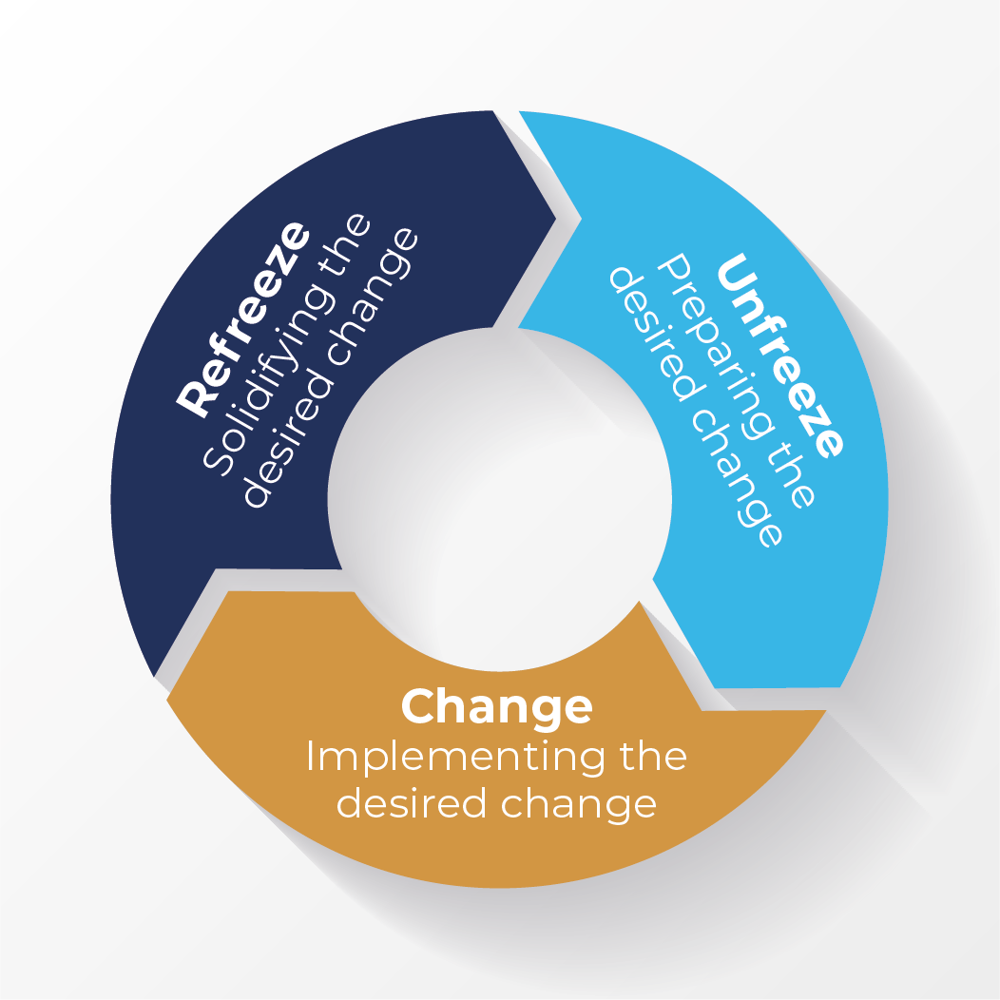 Unfreeze
Preparing the
desired change
Change
Implementing the
desired change
Refreeze
Solidifying the
desired change